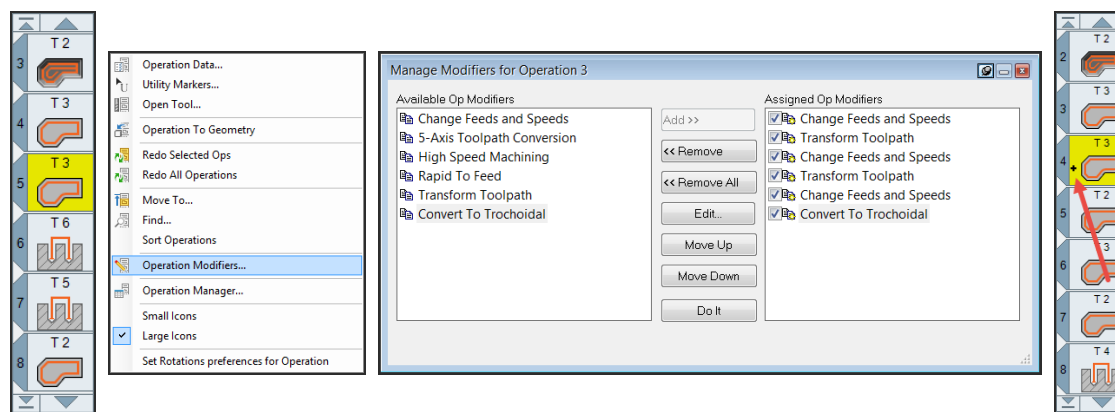 T 2
3
T 3
4
T 3
5
T 6
6
T 5
7
T 2
8
Operation Data...
Utility Markers...
Open Tool...
Operation To Geometry
Redo Selected Ops
Redo All Operations
Move To...
Find...
Sort Operations
Operation Modifiers...
Operation Manager...
Small Icons
Large Icons
Set Rotations preferences for Operation
Manage Modifiers for Operation 3
Available Op Modifiers
Change Feeds and Speeds
5-Axis Toolpath Conversion
High Speed Machining
Rapid To Feed
Transform Toolpath
Convert To Trochoidal
Add >>
<< Remove
<< Remove All
Edit...
Move Up
Move Down
Do It
Assigned Op Modifiers
Change Feeds and Speeds
Transform Toolpath
Change Feeds and Speeds
Transform Toolpath
Change Feeds and Speeds
Convert To Trochoidal
T 2
2
T 3
3
T 3
4
T 2
5
3
6
T 2
7
T 4
8